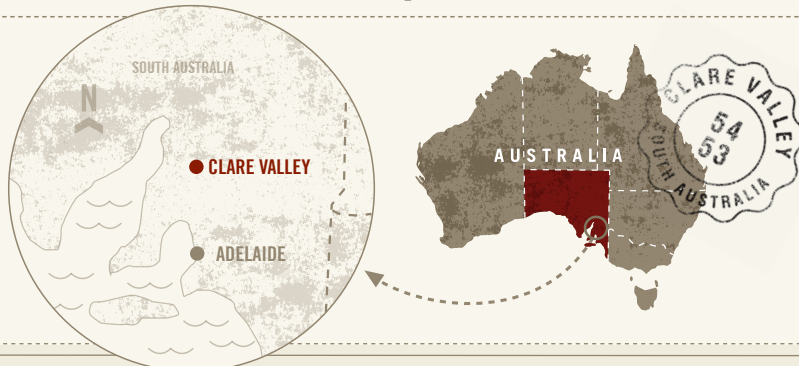 SOUTH AUSTRALIA
N
CLARE VALLEY
ADELAIDE
AUSTRALIA
CLARE VALLEY
54
53
SOUTH AUSTRALIA